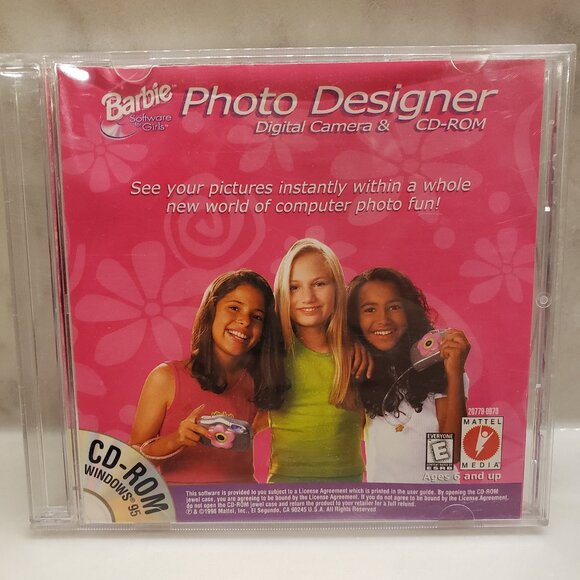 Barbie™
Software
for
Girls™
Photo Designer
Digital Camera & CD-ROM
See your pictures instantly within a whole
new world of computer photo fun!
20779-9970
EVERYONE
E
ESRB
MATTEL
MEDIA
Ages 6 and up
CD-ROM
WINDOWS® 95
This software is provided to you subject to a License Agreement which is printed in the user guide. By opening the CD-ROM
jewel case, you are agreeing to be bound by the License Agreement. If you do not agree to be bound by the License Agreement,
do not open the CD-ROM jewel case and return the product to your retailer for a full refund.
℗ & ©1998 Mattel, Inc., El Segundo, CA 90245 U.S.A. All Rights Reserved.